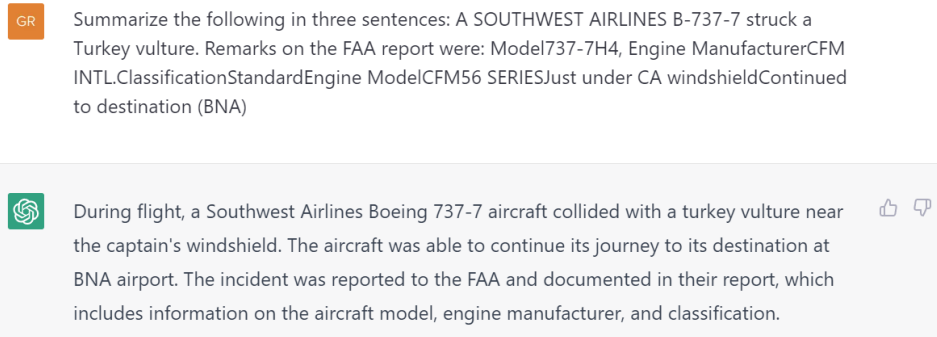 GR
Summarize the following in three sentences: A SOUTHWEST AIRLINES B-737-7 struck a
Turkey vulture. Remarks on the FAA report were: Model737-7H4, Engine ManufacturerCFM
INTL.ClassificationStandardEngine ModelCFM56 SERIESJust under CA windshieldContinued
to destination (BNA)
During flight, a Southwest Airlines Boeing 737-7 aircraft collided with a turkey vulture near
the captain's windshield. The aircraft was able to continue its journey to its destination at
BNA airport. The incident was reported to the FAA and documented in their report, which
includes information on the aircraft model, engine manufacturer, and classification.